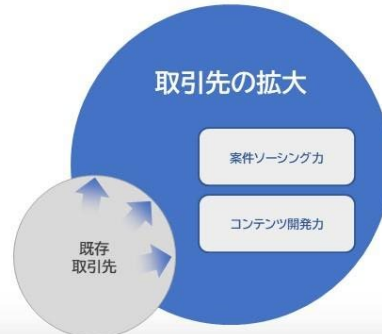 取引先の拡大
案件ソーシング力
コンテンツ開発力
既存
取引先